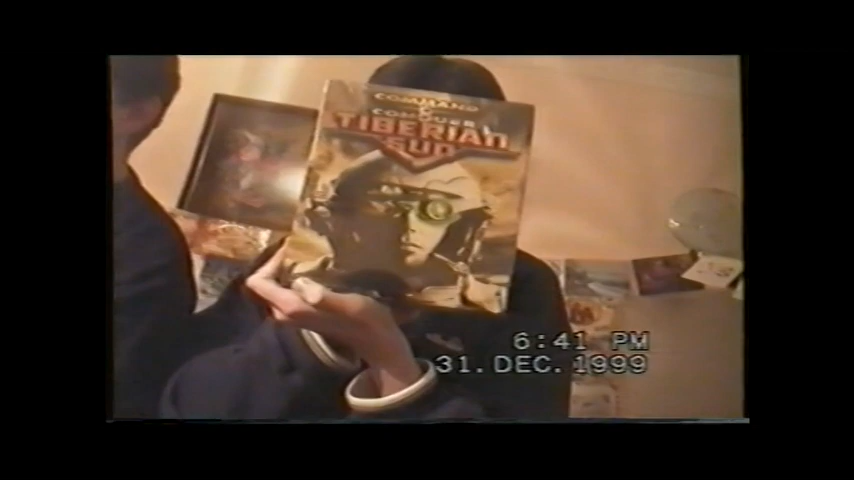 COMMAND
&
CONQUER
TIBERIAN
SUN
6:41 PM
31. DEC. 1999